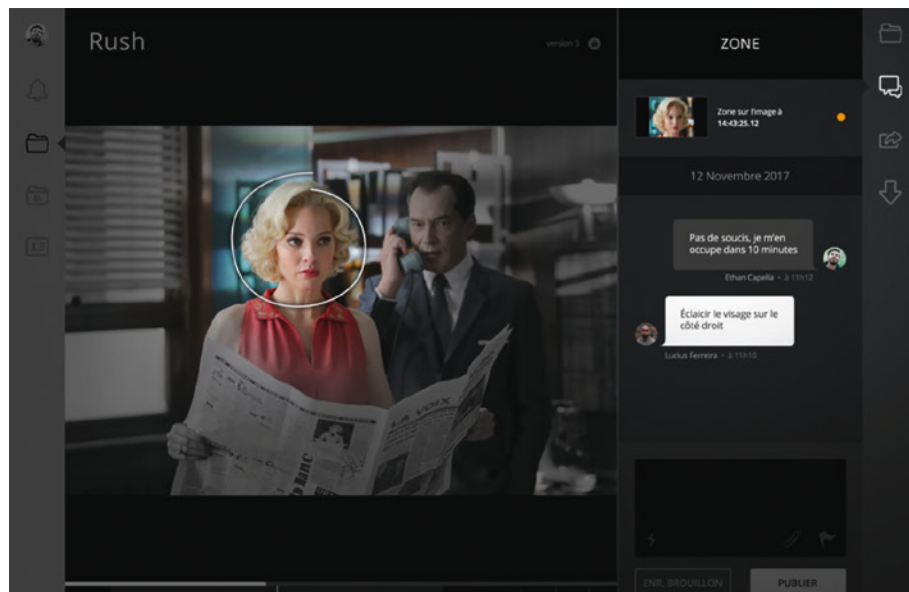 Rush
version 3
ZONE
Zone sur l'image à
14:43:25.12
12 Novembre 2017
Pas de soucis, je m'en
occupe dans 10 minutes
Ethan Capella • à 11h12
Éclaicir le visage sur le
côté droit
Lucius Ferreira • à 11h10
LA VOIX
ENR. BROUILLON
PUBLIER